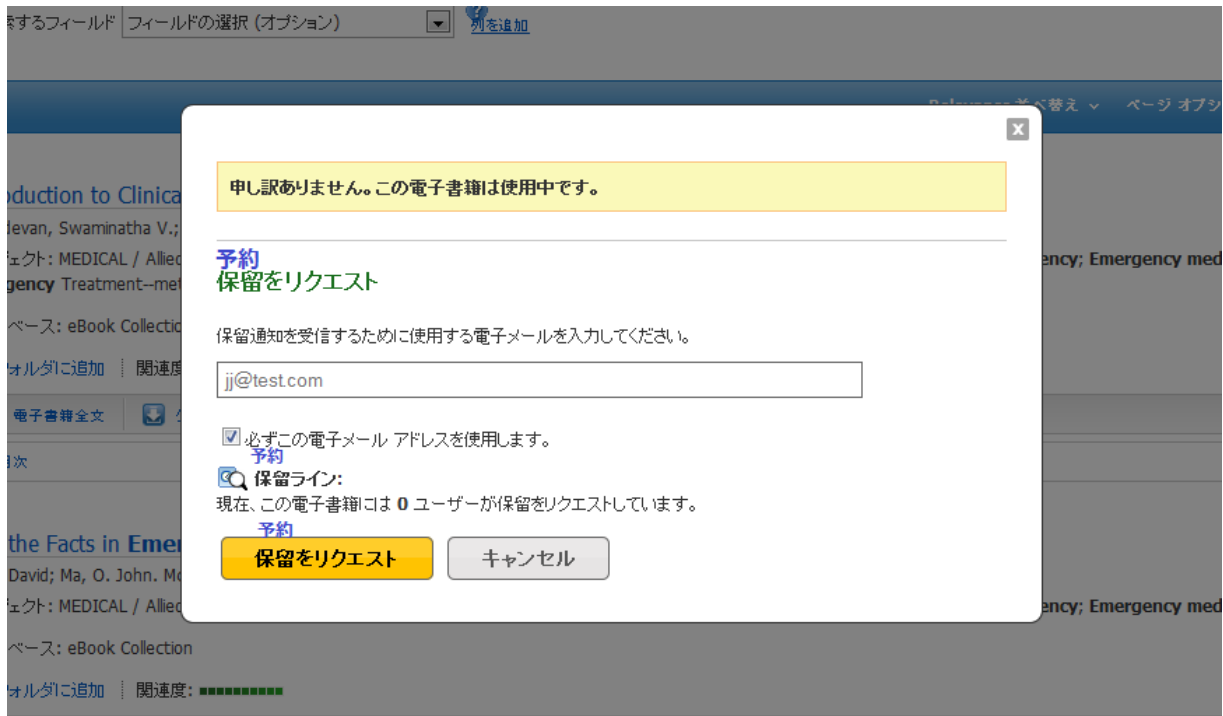 するフィールド フィールドの選択 (オプション) 列を追加
並べ替え ページ オプシ
oduction to Clinica
devan, Swaminatha V.;
ェクト: MEDICAL / Allied
ency; Emergency med
gency Treatment--met
ベース: eBook Collectio
ォルダに追加 関連度
電子書籍全文
目次
申し訳ありません。この電子書籍は使用中です。
予約
保留をリクエスト
保留通知を受信するために使用する電子メールを入力してください。
jj@test.com
必ずこの電子メール アドレスを使用します。
予約
保留ライン:
現在、この電子書籍には 0 ユーザーが保留をリクエストしています。
予約
保留をリクエスト キャンセル
the Facts in Emer
David; Ma, O. John. Mc
ェクト: MEDICAL / Allied
ency; Emergency med
ベース: eBook Collection
ォルダに追加 関連度: